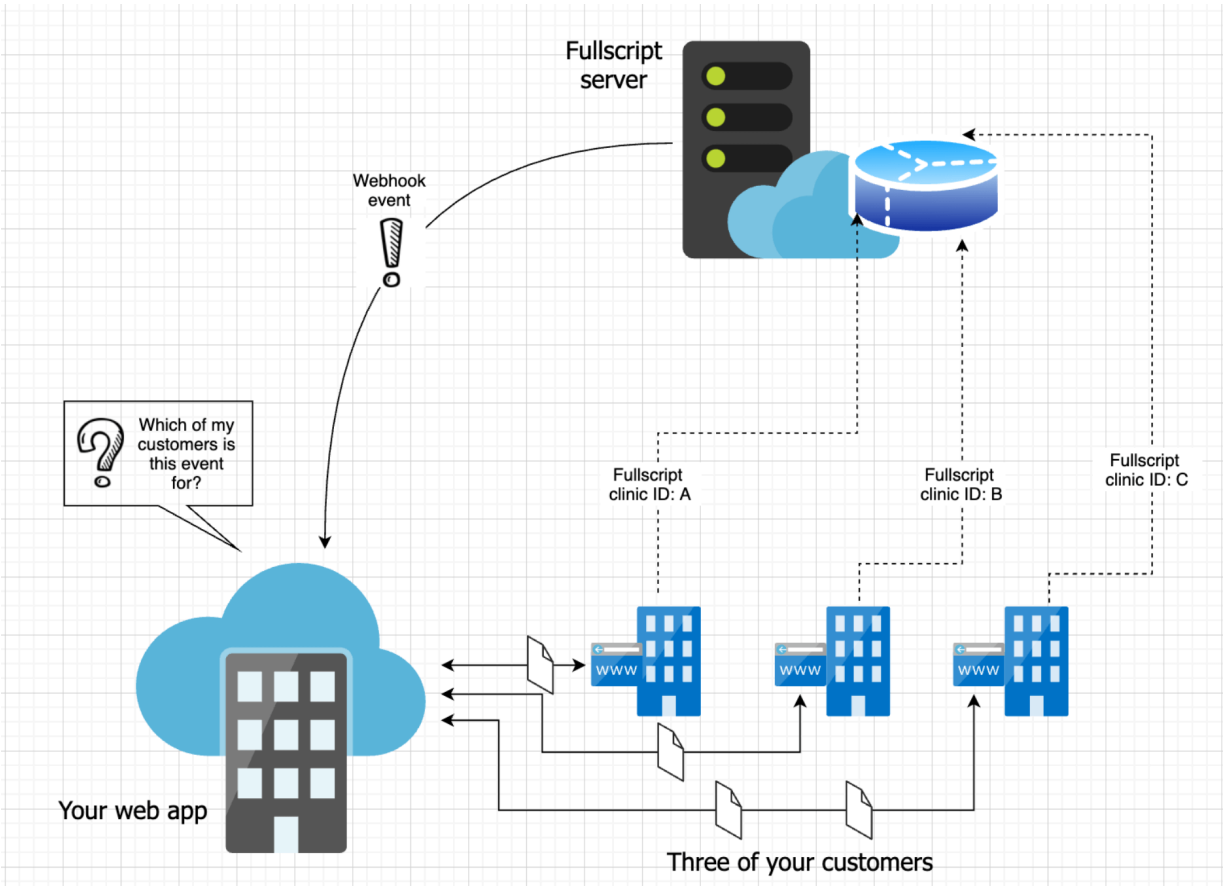 Fullscript
server
Webhook
event
Which of my
customers is
this event
for?
Fullscript
clinic ID: A
Fullscript
clinic ID: B
Fullscript
clinic ID: C
www
www
www
Your web app
Three of your customers